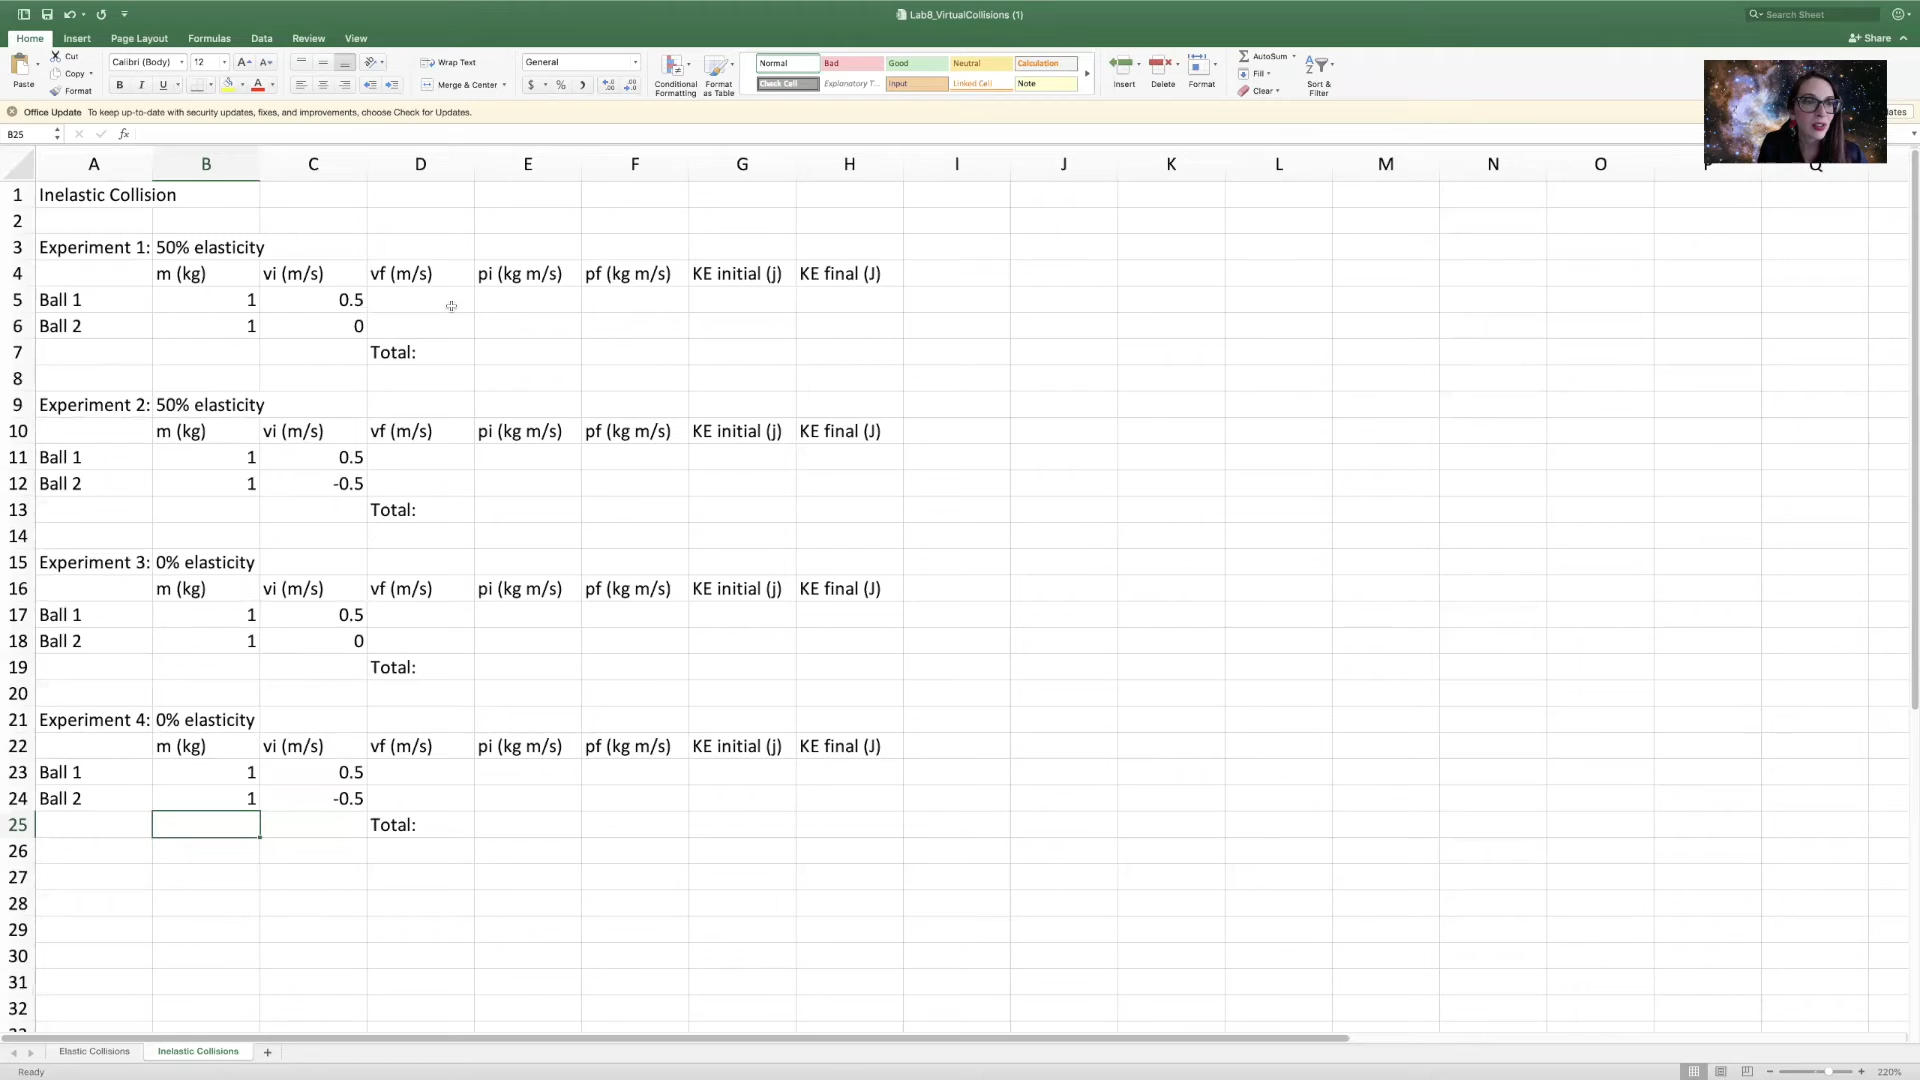 Lab8_VirtualCollisions (1)
Search Sheet
Home Insert Page Layout Formulas Data Review View
Share
Paste
Cut
Copy
Format
Calibri (Body) 12
B I U
Wrap Text
Merge & Center
General
$ %
Conditional Formatting
Format as Table
Normal Bad Good Neutral Calculation
Check Cell Explanatory T... Input Linked Cell Note
Insert Delete Format
AutoSum
Fill
Clear
Sort & Filter
Office Update To keep up-to-date with security updates, fixes, and improvements, choose Check for Updates.
B25 fx
A B C D E F G H I J K L M N O
1 Inelastic Collision
2
3 Experiment 1: 50% elasticity
4 m (kg) vi (m/s) vf (m/s) pi (kg m/s) pf (kg m/s) KE initial (j) KE final (J)
5 Ball 1 1 0.5
6 Ball 2 1 0
7 Total:
8
9 Experiment 2: 50% elasticity
10 m (kg) vi (m/s) vf (m/s) pi (kg m/s) pf (kg m/s) KE initial (j) KE final (J)
11 Ball 1 1 0.5
12 Ball 2 1 -0.5
13 Total:
14
15 Experiment 3: 0% elasticity
16 m (kg) vi (m/s) vf (m/s) pi (kg m/s) pf (kg m/s) KE initial (j) KE final (J)
17 Ball 1 1 0.5
18 Ball 2 1 0
19 Total:
20
21 Experiment 4: 0% elasticity
22 m (kg) vi (m/s) vf (m/s) pi (kg m/s) pf (kg m/s) KE initial (j) KE final (J)
23 Ball 1 1 0.5
24 Ball 2 1 -0.5
25 Total:
26
27
28
29
30
31
32
Elastic Collisions Inelastic Collisions +
Ready
220%